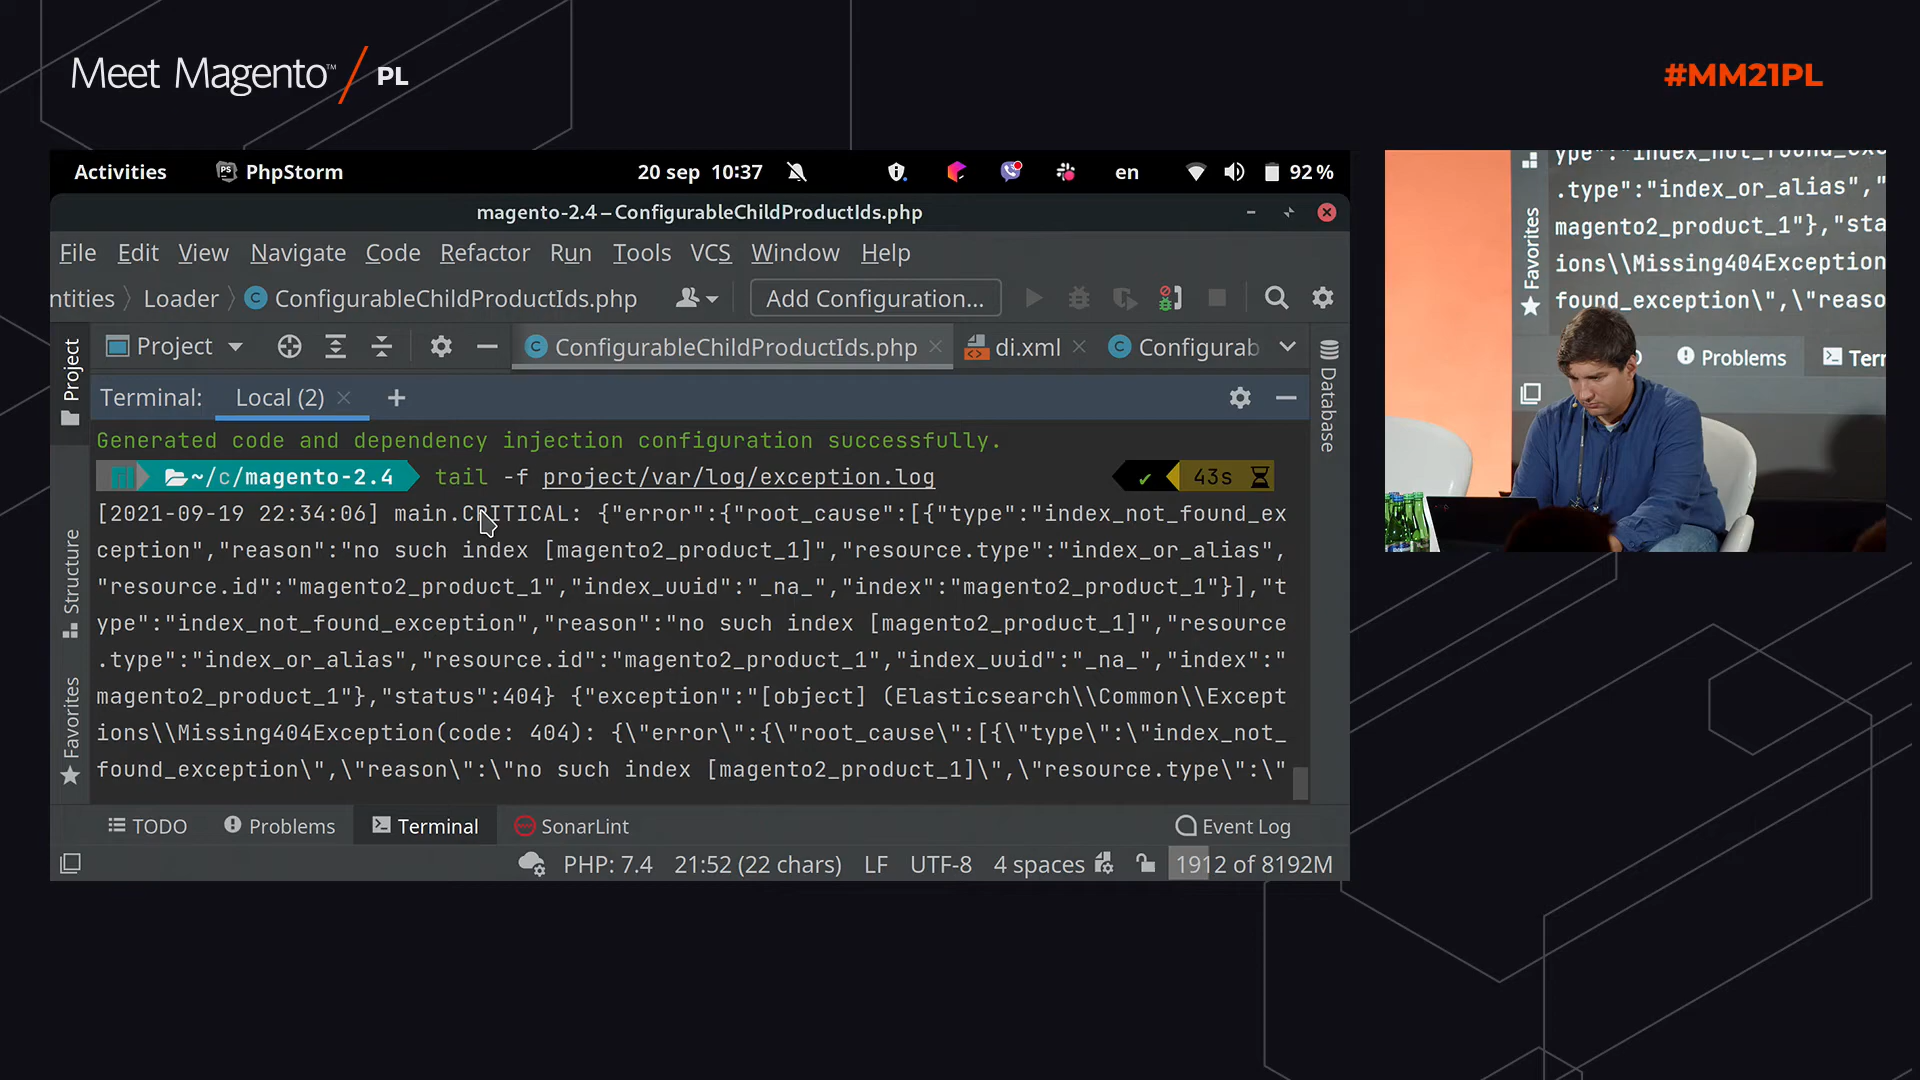 Meet Magento™ / PL
#MM21PL
Activities PhpStorm 20 sep 10:37 en 92 %
magento-2.4 – ConfigurableChildProductIds.php
File Edit View Navigate Code Refactor Run Tools VCS Window Help
ntities Loader ConfigurableChildProductIds.php Add Configuration...
Project Project ConfigurableChildProductIds.php di.xml Configurab
Terminal: Local (2) +
Database
Structure
Favorites
Generated code and dependency injection configuration successfully.
~/c/magento-2.4 tail -f project/var/log/exception.log ✔ 43s
[2021-09-19 22:34:06] main.CRITICAL: {"error":{"root_cause":[{"type":"index_not_found_ex
ception","reason":"no such index [magento2_product_1]","resource.type":"index_or_alias",
"resource.id":"magento2_product_1","index_uuid":"_na_","index":"magento2_product_1"}],"t
ype":"index_not_found_exception","reason":"no such index [magento2_product_1]","resource
.type":"index_or_alias","resource.id":"magento2_product_1","index_uuid":"_na_","index":"
magento2_product_1"},"status":404} {"exception":"[object] (Elasticsearch\\Common\\Except
ions\\Missing404Exception(code: 404): {\"error\":{\"root_cause\":[{\"type\":\"index_not_
found_exception\",\"reason\":\"no such index [magento2_product_1]\",\"resource.type\":\"
TODO Problems Terminal SonarLint Event Log
PHP: 7.4 21:52 (22 chars) LF UTF-8 4 spaces 1912 of 8192M
ype":"index_not_found_exc
.type":"index_or_alias","
magento2_product_1"},"sta
ions\\Missing404Exception
found_exception\",\"reaso
Favorites
Problems Ter